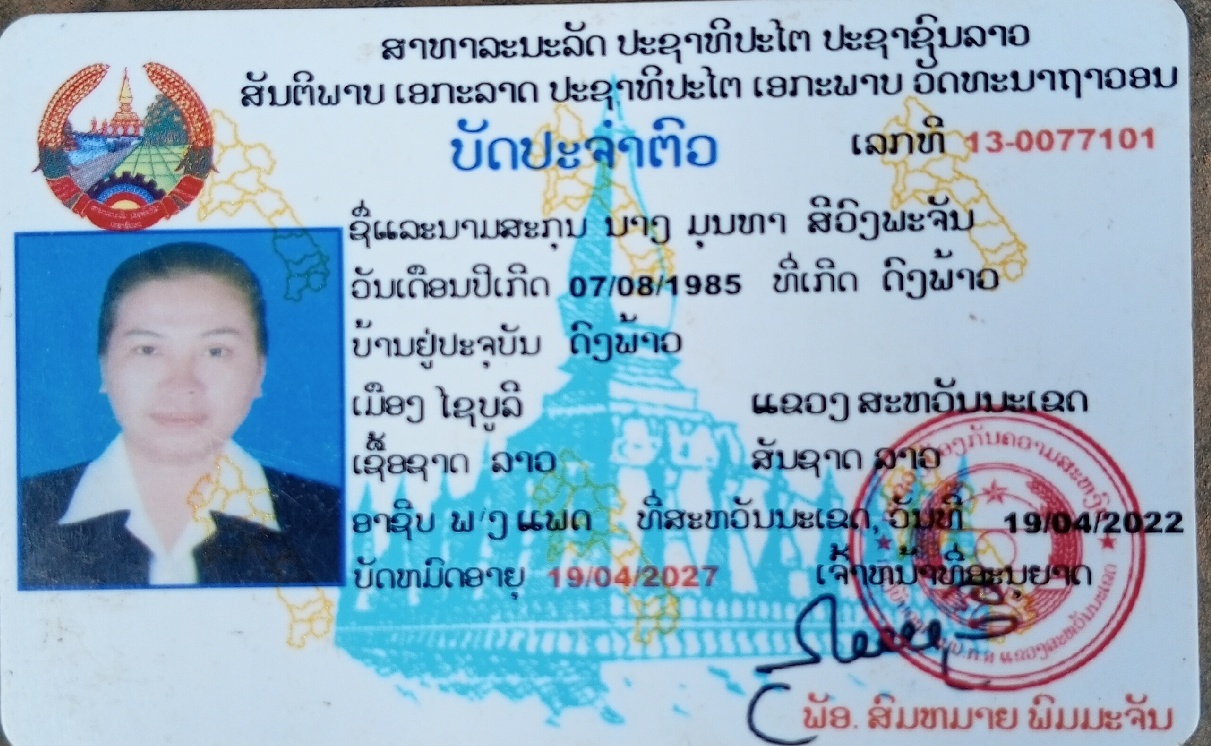 ສາທາລະນະລັດ ປະຊາທິປະໄຕ ປະຊາຊົນລາວ
ສັນຕິພາບ ເອກະລາດ ປະຊາທິປະໄຕ ເອກະພາບ ວັດທະນາຖາວອນ
ບັດປະຈຳຕົວ ເລກທີ 13-0077101
ຊື່ແລະນາມສະກຸນ ນາງ ມຸນທາ ສີວົງພະຈັນ
ວັນເດືອນປີເກີດ 07/08/1985 ທີ່ເກີດ ດົງພ້າວ
ບ້ານຢູ່ປະຈຸບັນ ດົງພ້າວ
ເມືອງ ໄຊບູລີ ແຂວງ ສະຫວັນນະເຂດ
ເຊື້ອຊາດ ລາວ ສັນຊາດ ລາວ
ອາຊີບ ພ/ງ ແພດ ທີ່ສະຫວັນນະເຂດ, ວັນທີ 19/04/2022
ບັດຫມົດອາຍຸ 19/04/2027 ເຈົ້າຫນ້າທີ່ອະນຸຍາດ
ພັອ. ສົມຫມາຍ ພິມມະຈັນ